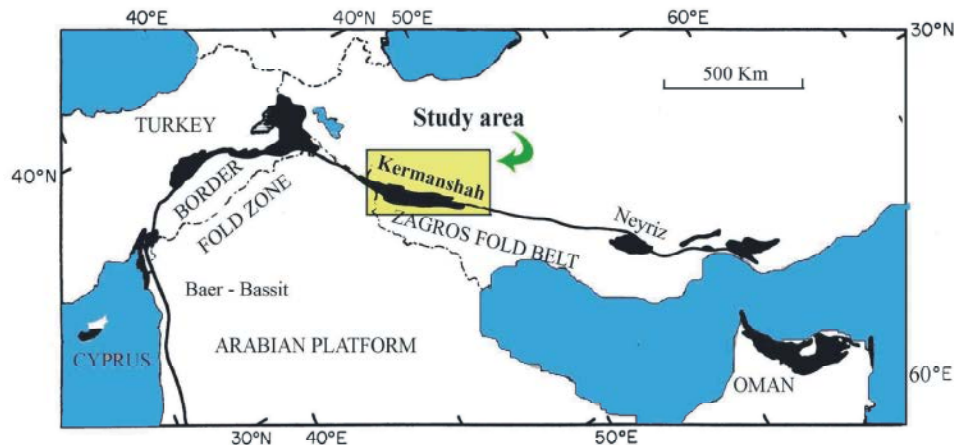 40°E 40N 50°E 60°E 30°N
500 Km
Study area
TURKEY
Kermanshah
40°N
BORDER
FOLD ZONE
Neyriz
ZAGROS FOLD BELT
Baer - Bassit
ARABIAN PLATFORM
CYPRUS
OMAN
60°E
30°N 40°E 50°E